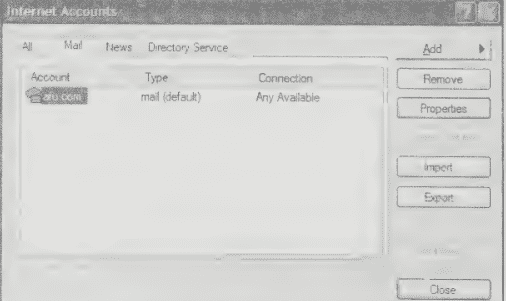 Internet Accounts
All Mail News Directory Service
Add
Remove
Properties
Import
Export
Close
Account Type Connection
mail (default) Any Available